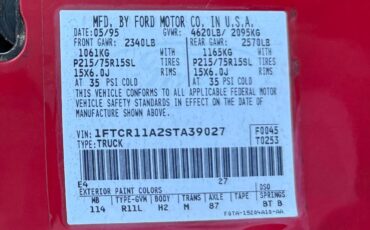 MFD. BY FORD MOTOR CO. IN U.S.A.
DATE: 05/95 GVWR: 4620LB/ 2095KG
FRONT GAWR: 2340LB REAR GAWR: 2570LB
1061KG WITH 1165KG WITH
P215/75R15SL TIRES P215/75R15SL TIRES
15X6.0J RIMS 15X6.0J RIMS
AT 35 PSI COLD AT 35 PSI COLD
THIS VEHICLE CONFORMS TO ALL APPLICABLE FEDERAL MOTOR
VEHICLE SAFETY STANDARDS IN EFFECT ON THE DATE OF
MANUFACTURE SHOWN ABOVE.
VIN: 1FTCR11A2STA39027 F0045
TYPE: TRUCK T0253
E4 27
EXTERIOR PAINT COLORS DSO
WB TYPE-GVW BODY TRANS AXLE TAPE SPRINGS
114 R11L H2 M 87 BT B